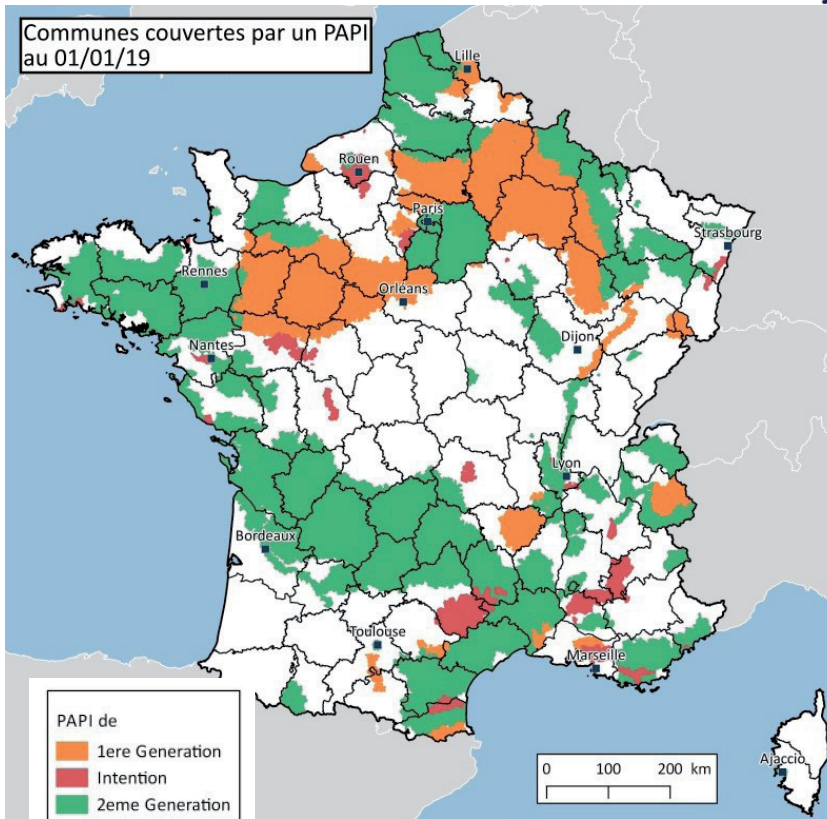 Communes couvertes par un PAPI
au 01/01/19
Lille
Rouen
Paris
Strasbourg
Rennes
Orléans
Nantes
Dijon
Lyon
Bordeaux
Toulouse
Marseille
Ajaccio
PAPI de
1ere Generation
Intention
2eme Generation
0 100 200 km